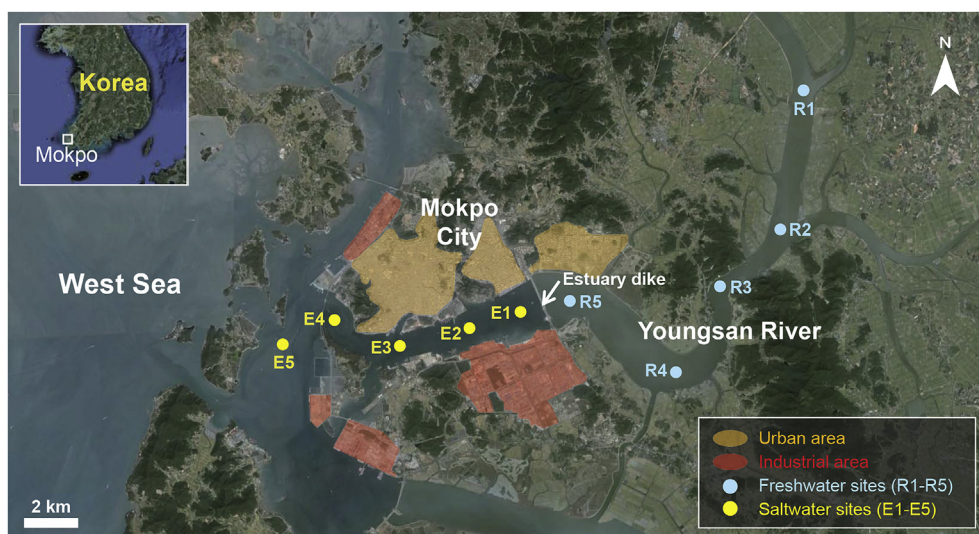 Korea
Mokpo
N
R1
R2
R3
Mokpo
City
Estuary dike
R5
West Sea
E1
E4
E2
Youngsan River
E3
E5
R4
Urban area
Industrial area
Freshwater sites (R1-R5)
Saltwater sites (E1-E5)
2 km